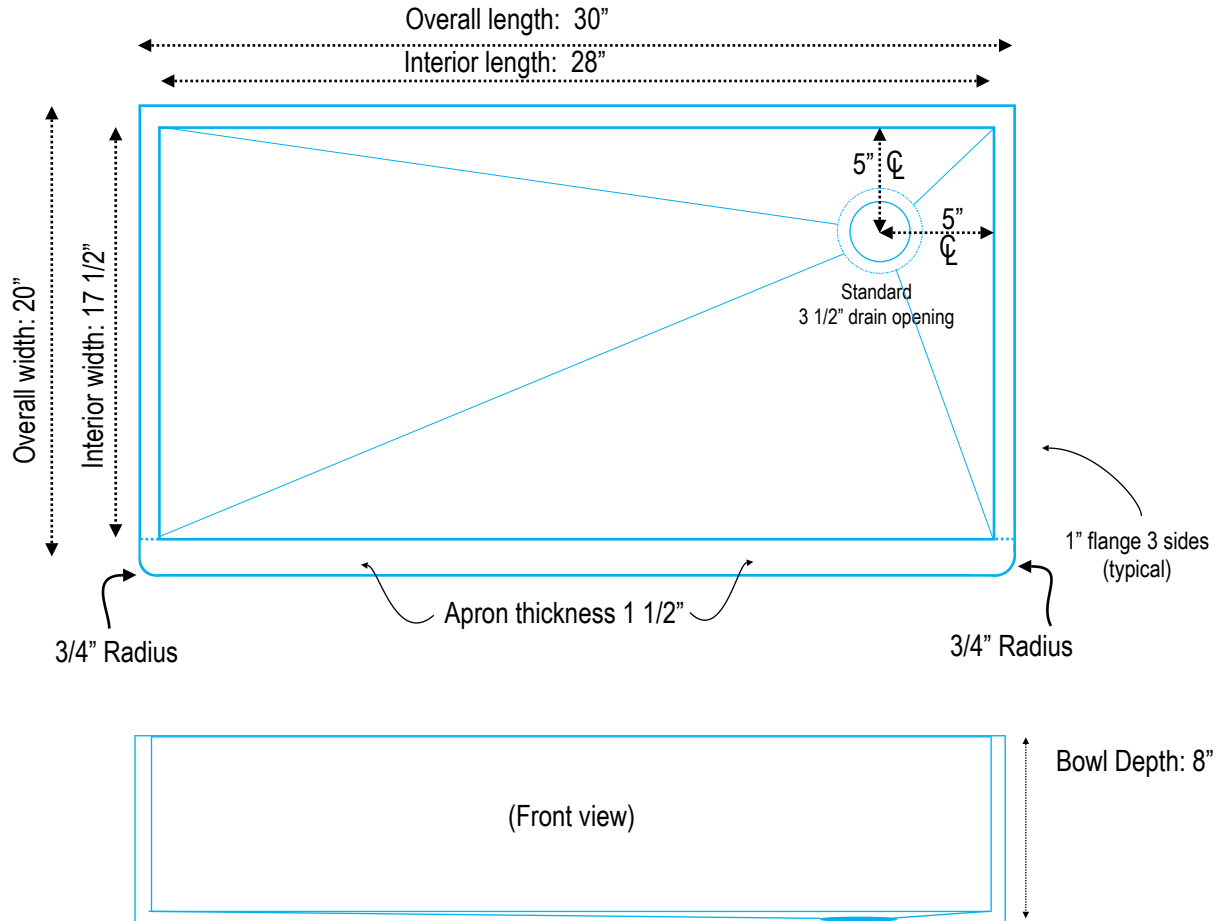 Overall length:  30”
Interior length:  28”
Overall width: 20”
Interior width: 17 1/2”
5” ℄
5”
℄
Standard
3 1/2” drain opening
1” flange 3 sides
(typical)
Apron thickness 1 1/2”
3/4” Radius
3/4” Radius
Bowl Depth: 8”
(Front view)